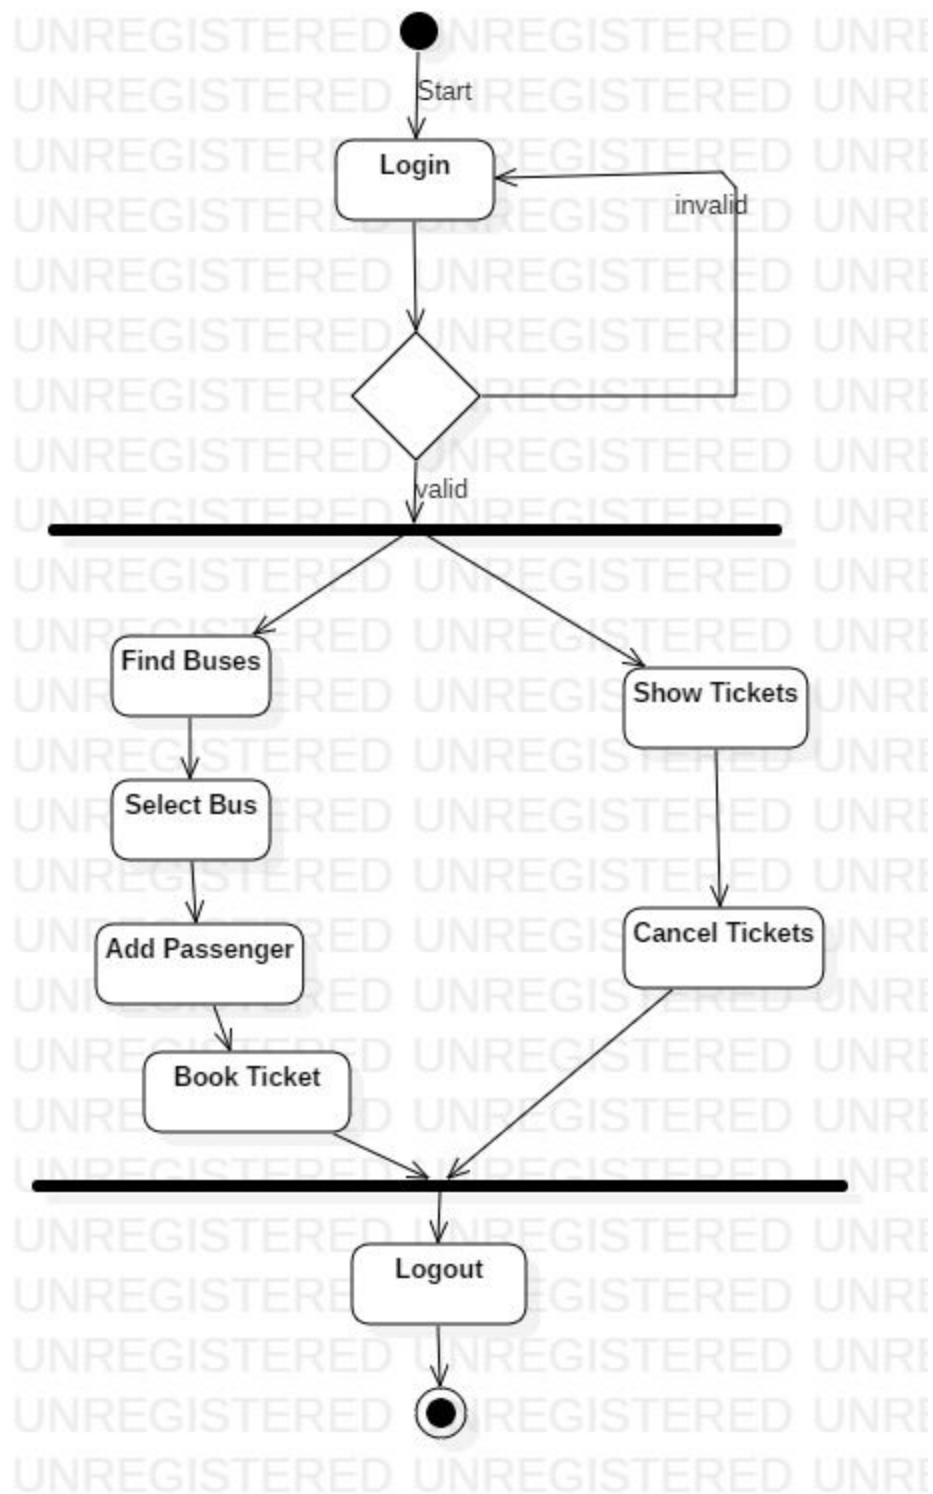 Start
Login
invalid
valid
Find Buses
Show Tickets
Select Bus
Add Passenger
Cancel Tickets
Book Ticket
Logout
UNREGISTERED